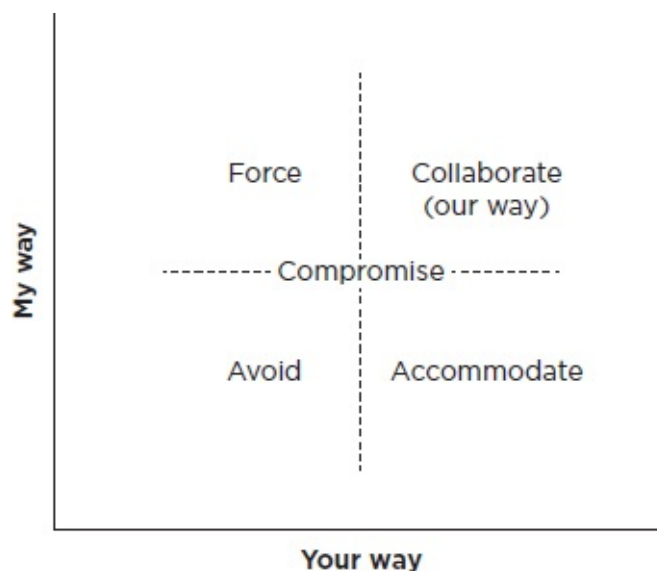 Force
Collaborate
(our way)
My way
Compromise
Avoid
Accommodate
Your way